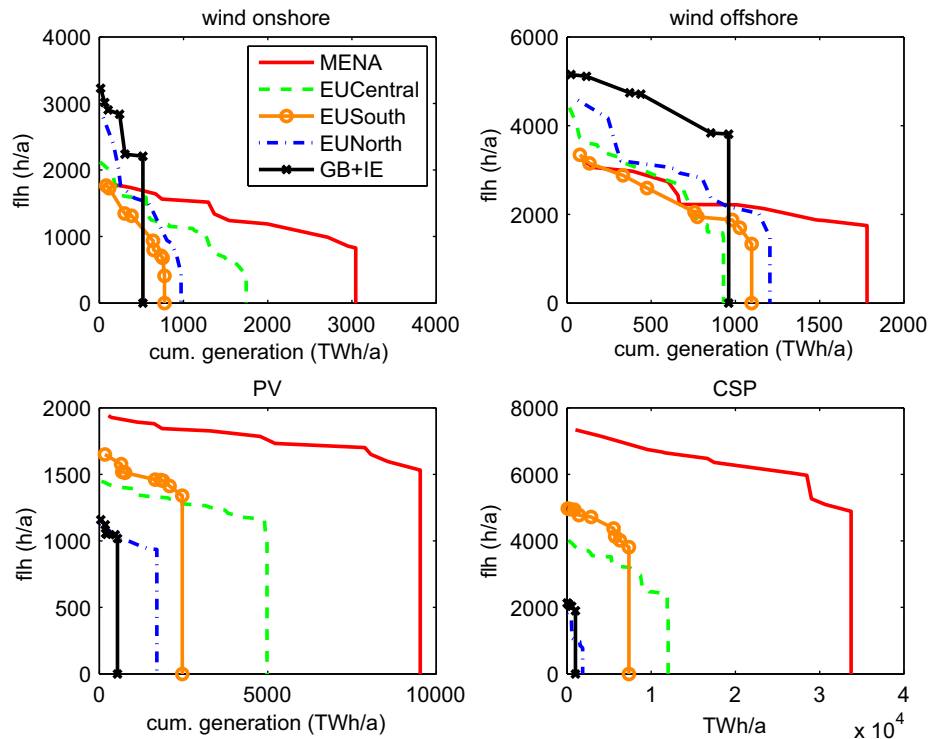 wind onshore
4000
3000
2000
1000
0
flh (h/a)
0 1000 2000 3000 4000
cum. generation (TWh/a)
MENA
EUCentral
EUSouth
EUNorth
GB+IE
wind offshore
6000
4000
2000
0
flh (h/a)
0 500 1000 1500 2000
cum. generation (TWh/a)
PV
2000
1500
1000
500
0
flh (h/a)
0 5000 10000
cum. generation (TWh/a)
CSP
8000
6000
4000
2000
0
flh (h/a)
0 1 2 3 4
TWh/a
x 10^4